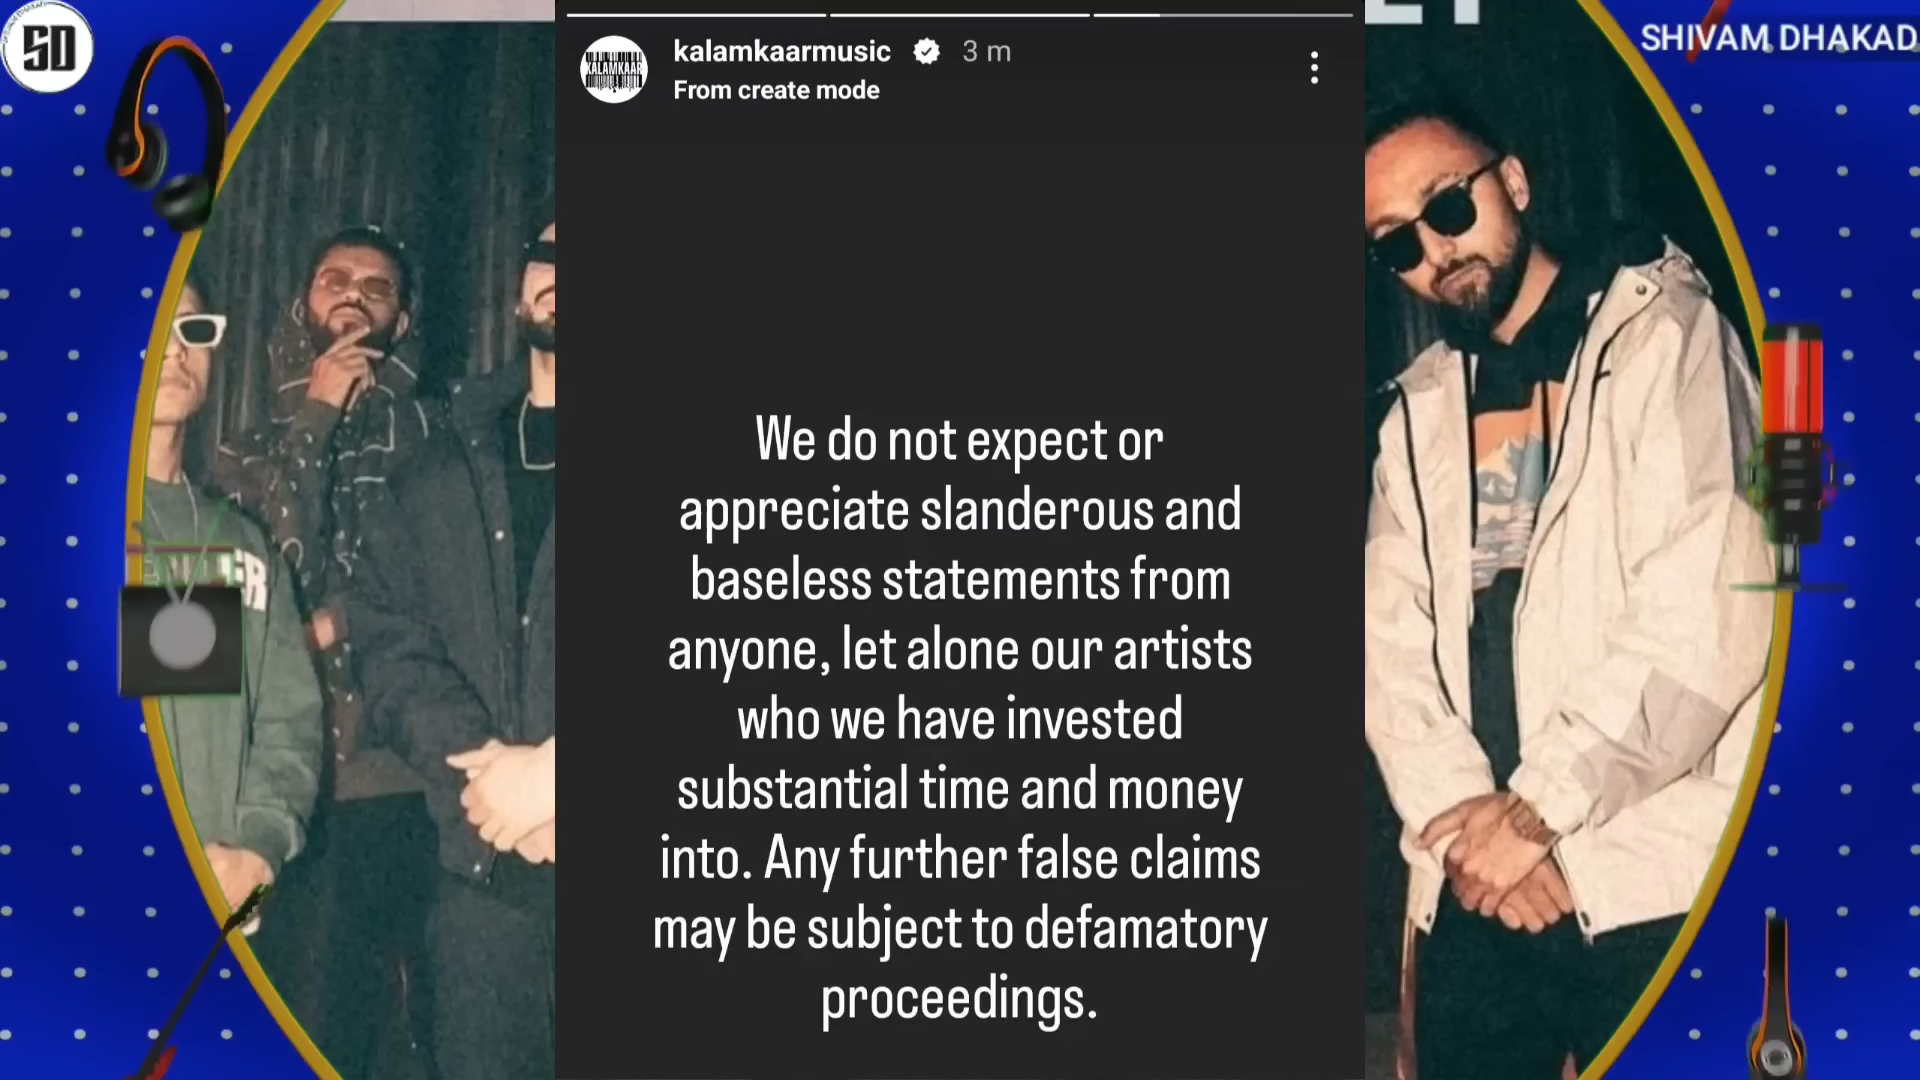 SD
SHIVAM DHAKAD
kalamkaarmusic 3 m
KALAMKAAR
From create mode
We do not expect or
appreciate slanderous and
baseless statements from
anyone, let alone our artists
who we have invested
substantial time and money
into. Any further false claims
may be subject to defamatory
proceedings.